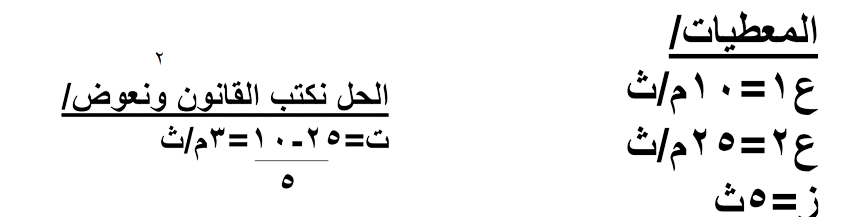 المعطيات/
ع١=١٠م/ث
ع٢=٢٥م/ث
ز=٥ث
٢
الحل نكتب القانون ونعوض/
ت=٢٥-١٠=٣م/ث
٥